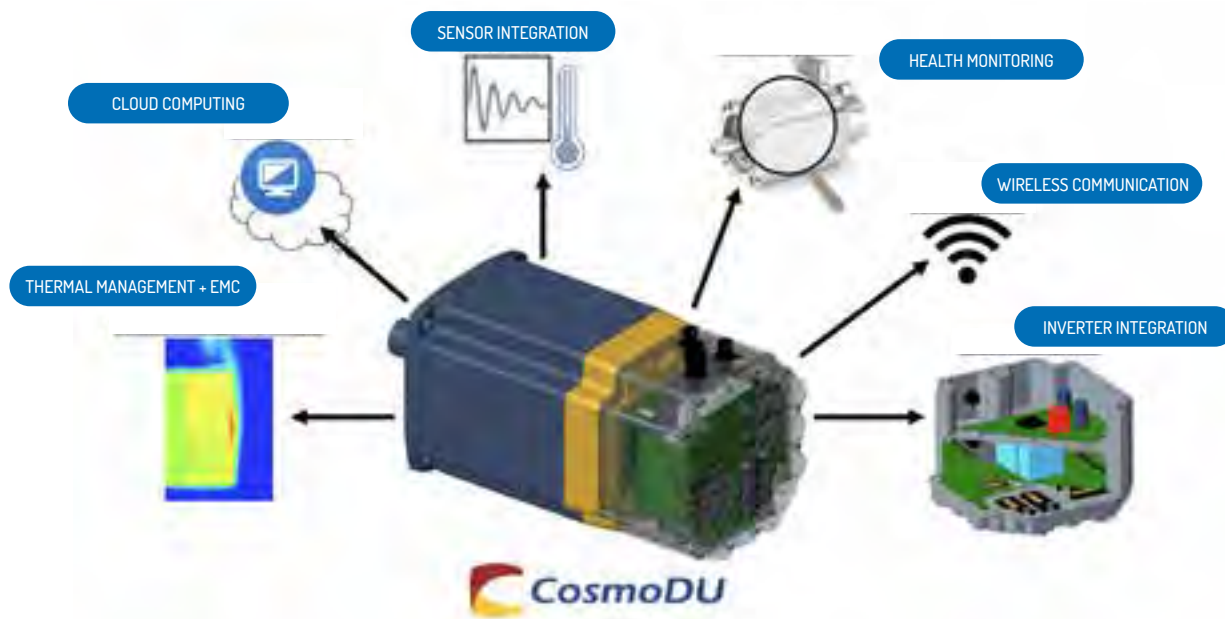 SENSOR INTEGRATION
HEALTH MONITORING
CLOUD COMPUTING
WIRELESS COMMUNICATION
THERMAL MANAGEMENT + EMC
INVERTER INTEGRATION
CosmoDU